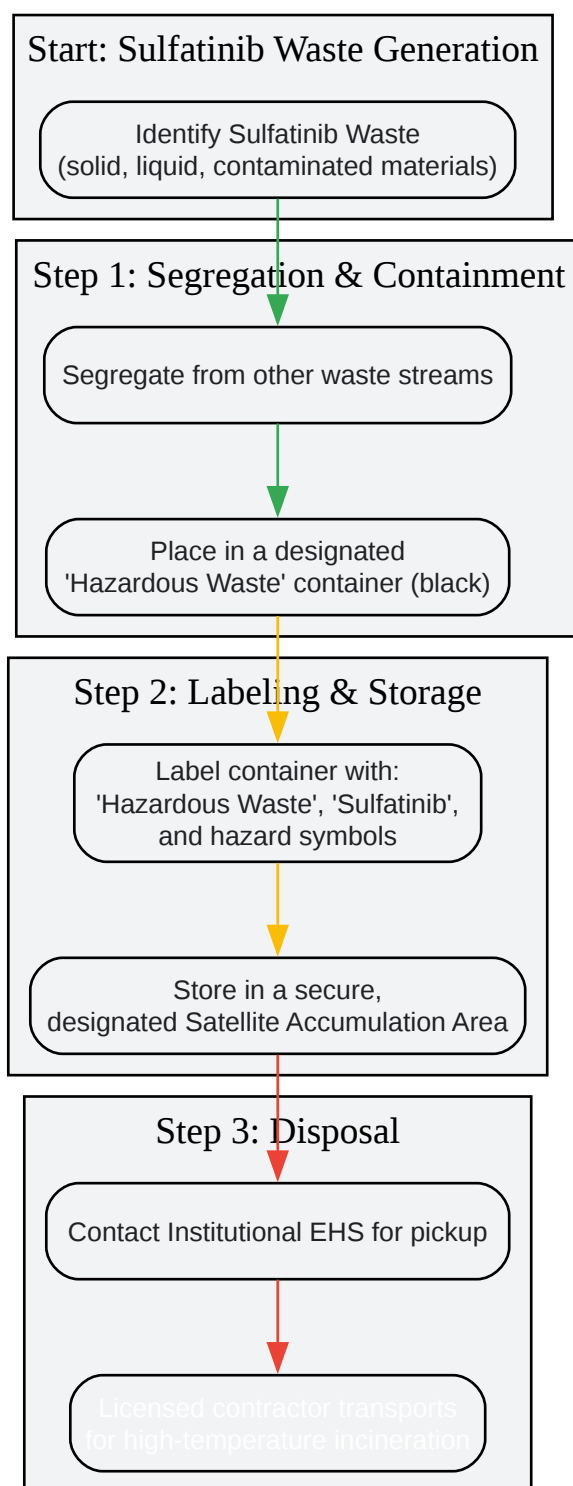 Start: Sulfatinib Waste Generation
Identify Sulfatinib Waste
(solid, liquid, contaminated materials)
Step 1: Segregation & Containment
Segregate from other waste streams
Place in a designated
'Hazardous Waste' container (black)
Step 2: Labeling & Storage
Label container with:
'Hazardous Waste', 'Sulfatinib',
and hazard symbols
Store in a secure,
designated Satellite Accumulation Area
Step 3: Disposal
Contact Institutional EHS for pickup
Licensed contractor transports
for high-temperature incineration